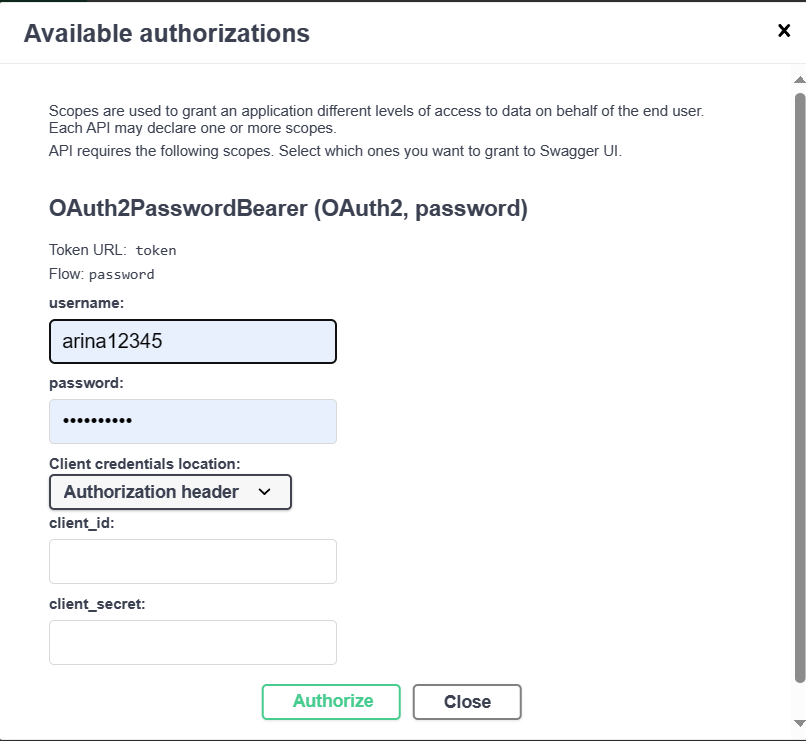 Available authorizations
Scopes are used to grant an application different levels of access to data on behalf of the end user.
Each API may declare one or more scopes.
API requires the following scopes. Select which ones you want to grant to Swagger UI.
OAuth2PasswordBearer (OAuth2, password)
Token URL: token
Flow: password
username:
arina12345
password:
••••••••••
Client credentials location:
Authorization header
client_id:
client_secret:
Authorize Close